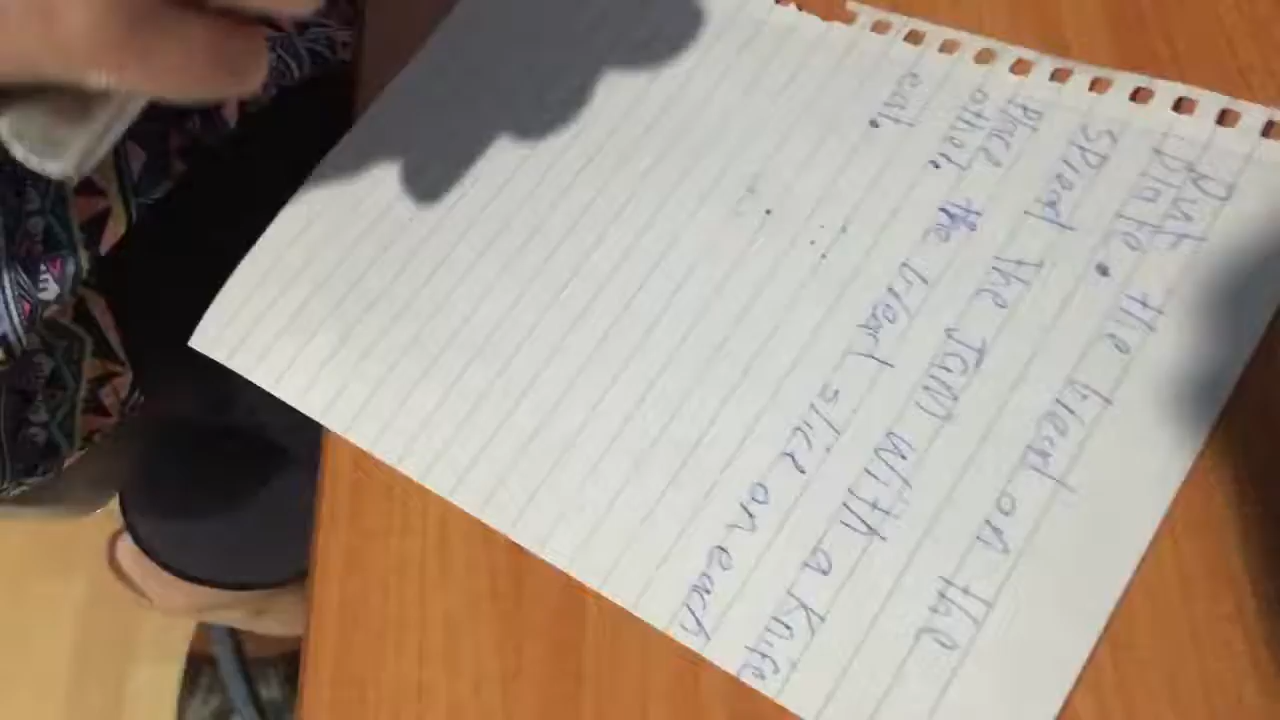 Put the bread on the
plate.
Spread the Jam with a knife
Place the bread slice on each
other.
eat.